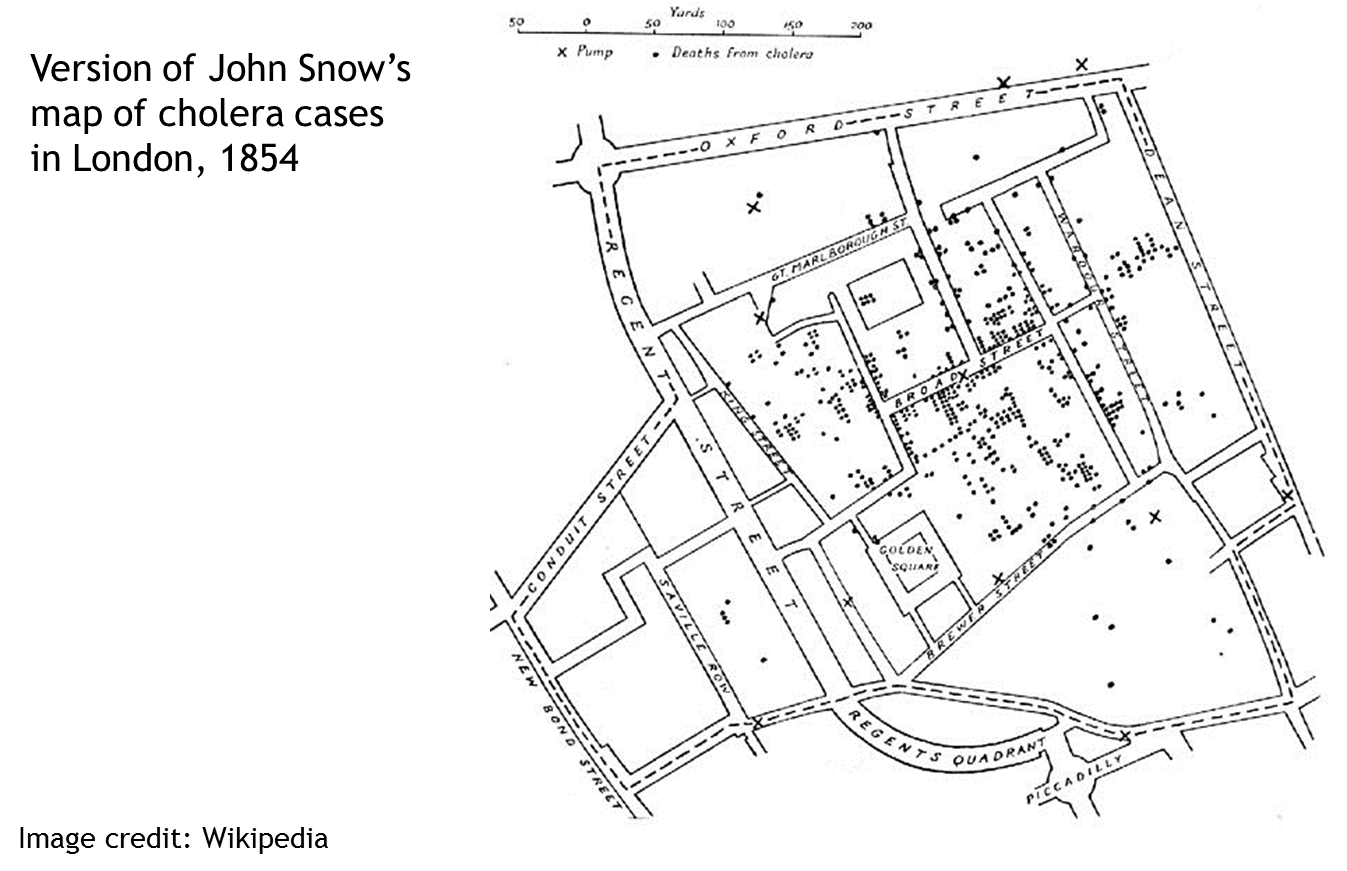 Version of John Snow's
map of cholera cases
in London, 1854
Yards
50 0 50 100 150 200
x Pump • Deaths from cholera
OXFORD STREET
DEAN STREET
WARDOUR STREET
GT. MARLBOROUGH ST.
REGENT STREET
BROAD STREET
KING STREET
CONDUIT STREET
GOLDEN
SQUARE
SAVILLE ROW
BREWER STREET
NEW BOND STREET
REGENTS QUADRANT
PICCADILLY
Image credit: Wikipedia